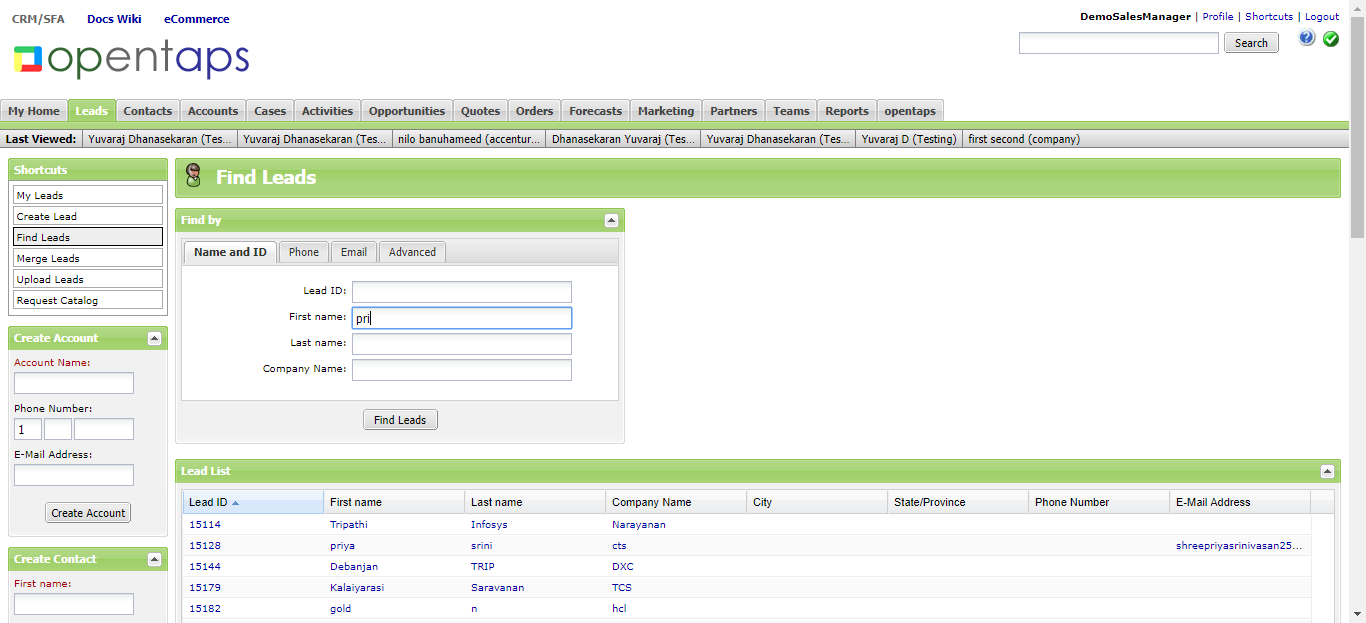 CRM/SFA Docs Wiki eCommerce
DemoSalesManager | Profile | Shortcuts | Logout
opentaps
Search
?
My Home Leads Contacts Accounts Cases Activities Opportunities Quotes Orders Forecasts Marketing Partners Teams Reports opentaps
Last Viewed: Yuvaraj Dhanasekaran (Tes... Yuvaraj Dhanasekaran (Tes... nilo banuhameed (accentur... Dhanasekaran Yuvaraj (Tes... Yuvaraj Dhanasekaran (Tes... Yuvaraj D (Testing) first second (company)
Shortcuts
My Leads
Create Lead
Find Leads
Merge Leads
Upload Leads
Request Catalog
Create Account
Account Name:
Phone Number:
1
E-Mail Address:
Create Account
Create Contact
First name:
Find Leads
Find by
Name and ID Phone Email Advanced
Lead ID:
First name: pri
Last name:
Company Name:
Find Leads
Lead List
Lead ID First name Last name Company Name City State/Province Phone Number E-Mail Address
15114 Tripathi Infosys Narayanan
15128 priya srini cts shreepriyasrinivasan25...
15144 Debanjan TRIP DXC
15179 Kalaiyarasi Saravanan TCS
15182 gold n hcl